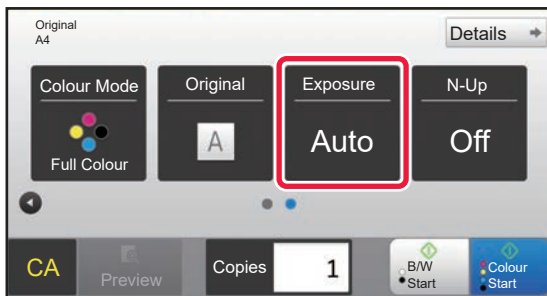 Original
A4
Details
Colour Mode
Full Colour
Original
A
Exposure
Auto
N-Up
Off
CA
Preview
Copies
1
B/W
Start
Colour
Start